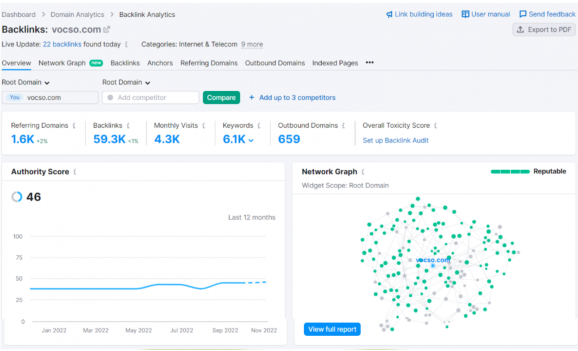 Dashboard > Domain Analytics > Backlink Analytics
Link building ideas User manual Send feedback
Backlinks: vocso.com
Export to PDF
Live Update: 22 backlinks found today i Categories: Internet & Telecom 9 more
Overview Network Graph new Backlinks Anchors Referring Domains Outbound Domains Indexed Pages •••
Root Domain Root Domain
You vocso.com Add competitor Compare + Add up to 3 competitors
Referring Domains i Backlinks i Monthly Visits i Keywords i Outbound Domains i Overall Toxicity Score i
1.6K +2% 59.3K <1% 4.3K 6.1K 659 Set up Backlink Audit
Authority Score i
46
Last 12 months
100
75
50
25
0
Jan 2022 Mar 2022 May 2022 Jul 2022 Sep 2022 Nov 2022
Network Graph i Reputable
Widget Scope: Root Domain
vocso.com
View full report